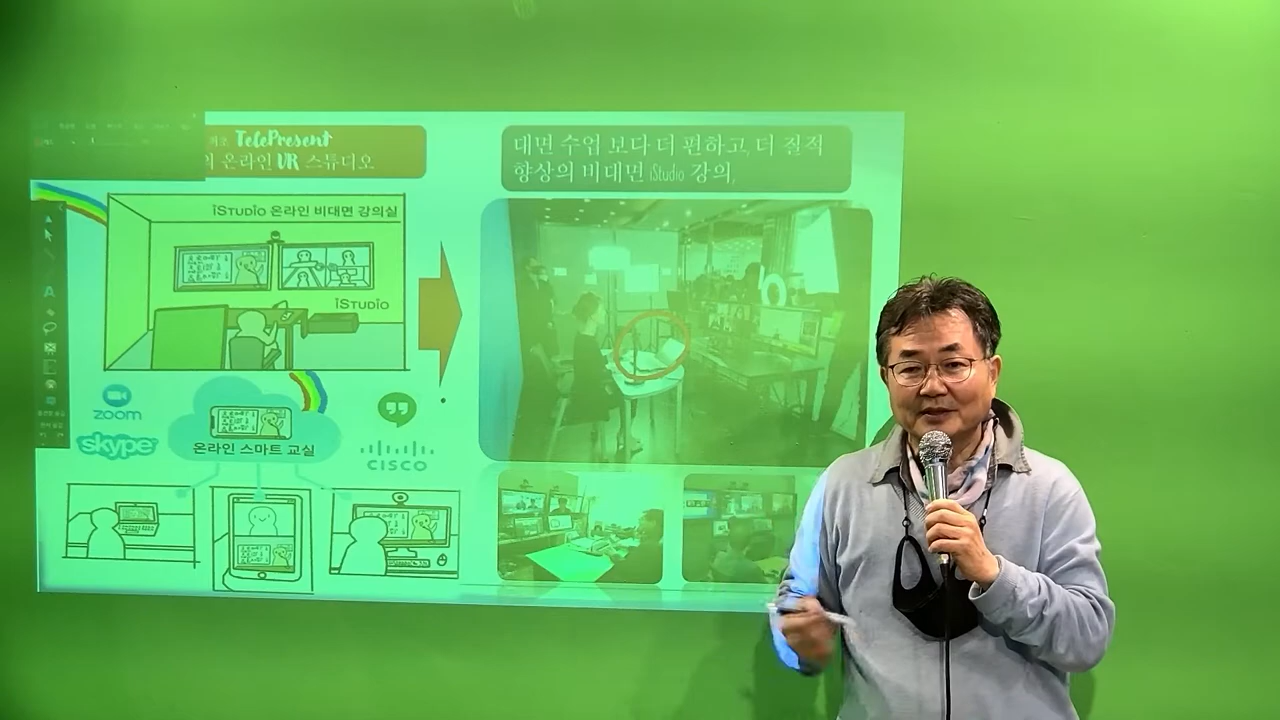 TelePresent
의 온라인 VR 스튜디오
대면 수업 보다 더 편하고, 더 질적
향상의 비대면 iStudio 강의,
iStudio 온라인 비대면 강의실
iStudio
zoom
skype
온라인 스마트 교실
CISCO